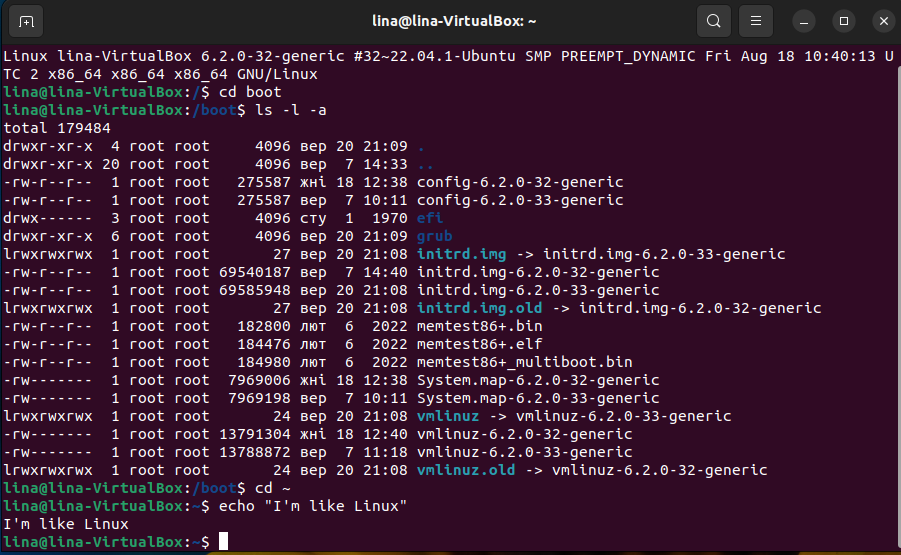 lina@lina-VirtualBox: ~
Linux lina-VirtualBox 6.2.0-32-generic #32~22.04.1-Ubuntu SMP PREEMPT_DYNAMIC Fri Aug 18 10:40:13 U
TC 2 x86_64 x86_64 x86_64 GNU/Linux
lina@lina-VirtualBox:/$ cd boot
lina@lina-VirtualBox:/boot$ ls -l -a
total 179484
drwxr-xr-x  4 root root     4096 вер 20 21:09 .
drwxr-xr-x 20 root root     4096 вер  7 14:33 ..
-rw-r--r--  1 root root   275587 жні 18 12:38 config-6.2.0-32-generic
-rw-r--r--  1 root root   275587 вер  7 10:11 config-6.2.0-33-generic
drwx------  3 root root     4096 сту  1  1970 efi
drwxr-xr-x  6 root root     4096 вер 20 21:09 grub
lrwxrwxrwx  1 root root       27 вер 20 21:08 initrd.img -> initrd.img-6.2.0-33-generic
-rw-r--r--  1 root root 69540187 вер  7 14:40 initrd.img-6.2.0-32-generic
-rw-r--r--  1 root root 69585948 вер 20 21:09 initrd.img-6.2.0-33-generic
lrwxrwxrwx  1 root root       27 вер 20 21:08 initrd.img.old -> initrd.img-6.2.0-32-generic
-rw-r--r--  1 root root   182800 лют  6  2022 memtest86+.bin
-rw-r--r--  1 root root   184476 лют  6  2022 memtest86+.elf
-rw-r--r--  1 root root   184980 лют  6  2022 memtest86+_multiboot.bin
-rw-------  1 root root  7969006 жні 18 12:38 System.map-6.2.0-32-generic
-rw-------  1 root root  7969198 вер  7 10:11 System.map-6.2.0-33-generic
lrwxrwxrwx  1 root root       24 вер 20 21:08 vmlinuz -> vmlinuz-6.2.0-33-generic
-rw-------  1 root root 13791304 жні 18 12:40 vmlinuz-6.2.0-32-generic
-rw-------  1 root root 13788872 вер  7 11:18 vmlinuz-6.2.0-33-generic
lrwxrwxrwx  1 root root       24 вер 20 21:08 vmlinuz.old -> vmlinuz-6.2.0-32-generic
lina@lina-VirtualBox:/boot$ cd ~
lina@lina-VirtualBox:~$ echo "I'm like Linux"
I'm like Linux
lina@lina-VirtualBox:~$